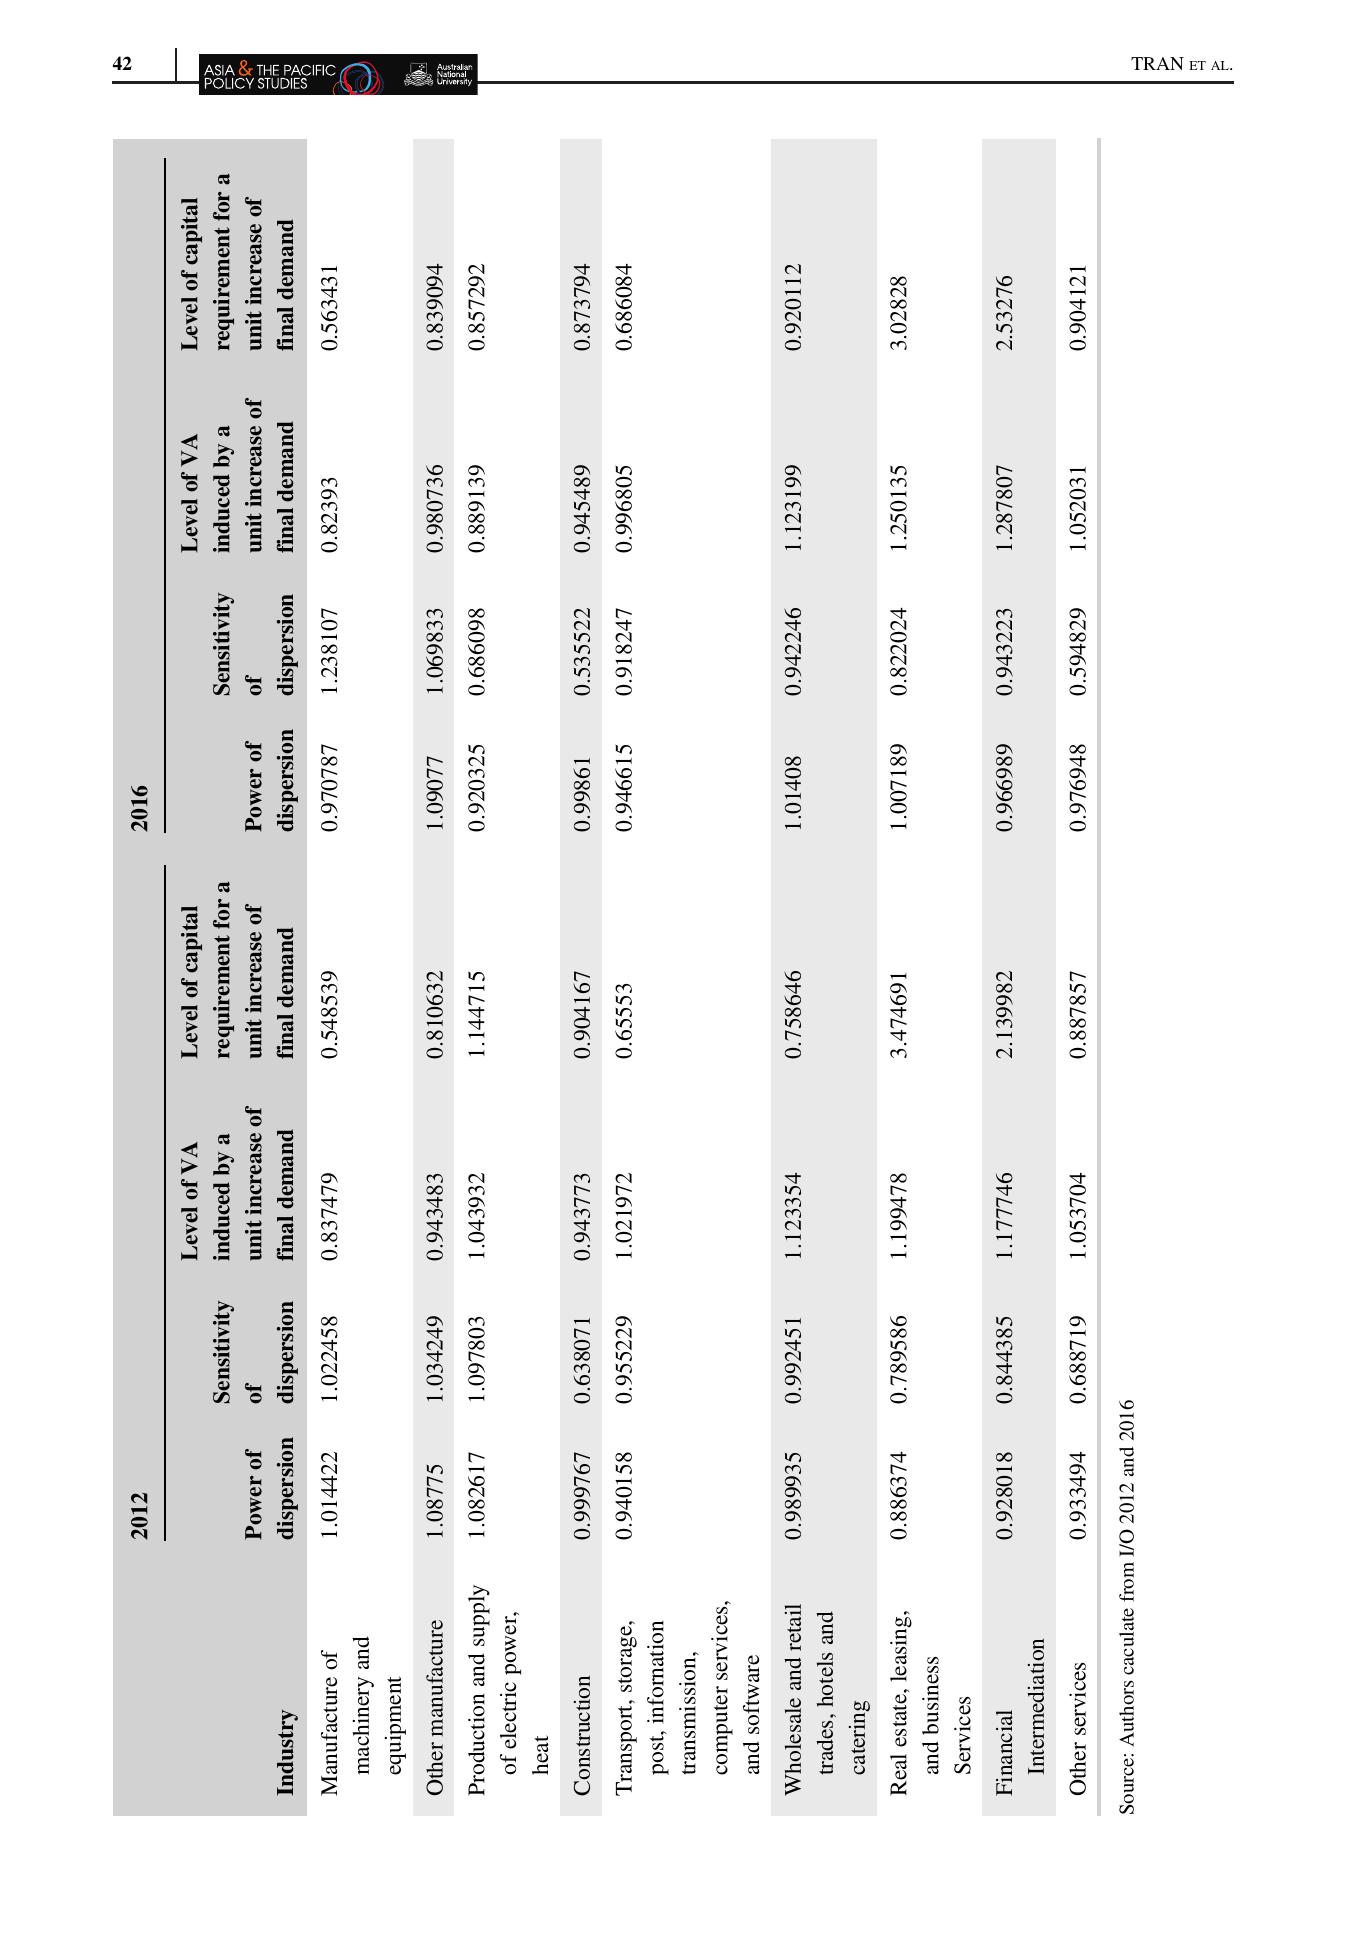 42
ASIA & THE PACIFIC
POLICY STUDIES
Australian
National
University
TRAN ET AL.
2012
2016
Industry
Power of
dispersion
Sensitivity
of
dispersion
Level of VA
induced by a
unit increase of
final demand
Level of capital
requirement for a
unit increase of
final demand
Power of
dispersion
Sensitivity
of
dispersion
Level of VA
induced by a
unit increase of
final demand
Level of capital
requirement for a
unit increase of
final demand
Manufacture of 1.014422 1.022458 0.837479 0.548539 0.970787 1.238107 0.82393 0.563431
machinery and
equipment
Other manufacture 1.08775 1.034249 0.943483 0.810632 1.09077 1.069833 0.980736 0.839094
Production and supply 1.082617 1.097803 1.043932 1.144715 0.920325 0.686098 0.889139 0.857292
of electric power,
heat
Construction 0.999767 0.638071 0.943773 0.904167 0.99861 0.535522 0.945489 0.873794
Transport, storage, 0.940158 0.955229 1.021972 0.65553 0.946615 0.918247 0.996805 0.686084
post, infornation
transmission,
computer services,
and software
Wholesale and retail 0.989935 0.992451 1.123354 0.758646 1.01408 0.942246 1.123199 0.920112
trades, hotels and
catering
Real estate, leasing, 0.886374 0.789586 1.199478 3.474691 1.007189 0.822024 1.250135 3.02828
and business
Services
Financial 0.928018 0.844385 1.177746 2.139982 0.966989 0.943223 1.287807 2.53276
Intermediation
Other services 0.933494 0.688719 1.053704 0.887857 0.976948 0.594829 1.052031 0.904121
Source: Authors caculate from I/O 2012 and 2016